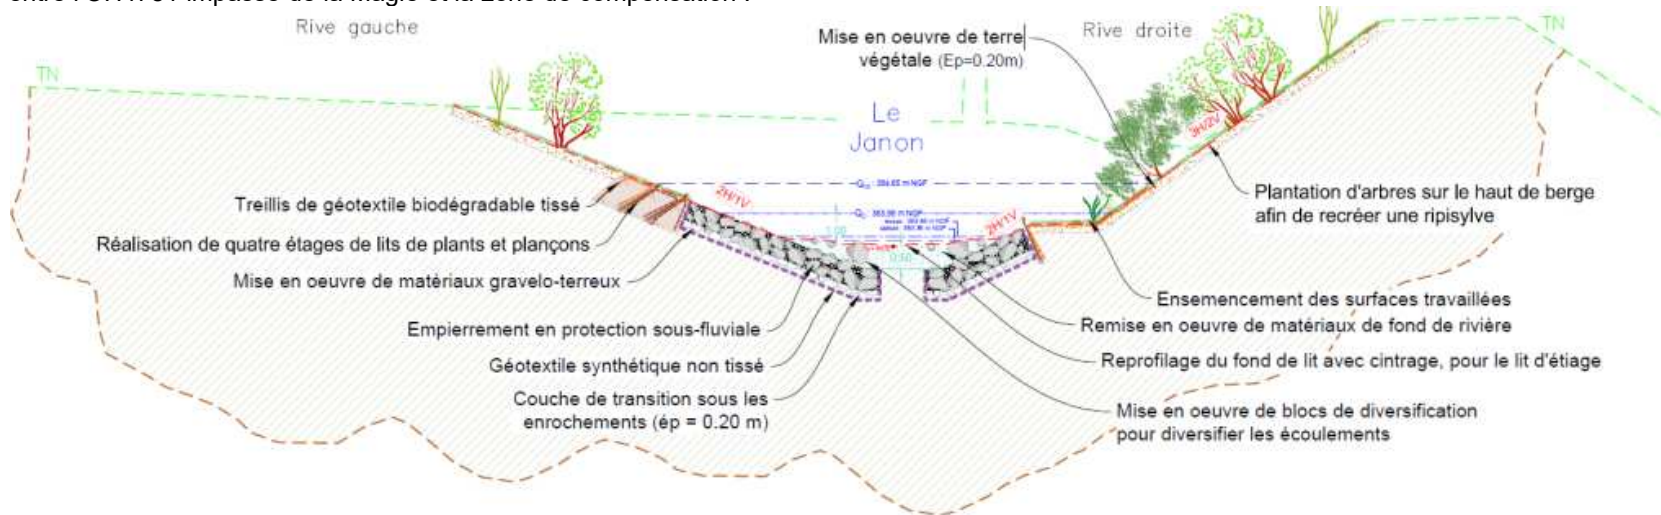 Rive gauche
Rive droite
Mise en oeuvre de terre
végétale (Ep=0.20m)
TN
TN
Le
Janon
3H/2V
2H/1V
2H/1V
Treillis de géotextile biodégradable tissé
Réalisation de quatre étages de lits de plants et plançons
Mise en oeuvre de matériaux gravelo-terreux
Empierrement en protection sous-fluviale
Géotextile synthétique non tissé
Couche de transition sous les
enrochements (ép = 0.20 m)
Plantation d'arbres sur le haut de berge
afin de recréer une ripisylve
Ensemencement des surfaces travaillées
Remise en oeuvre de matériaux de fond de rivière
Reprofilage du fond de lit avec cintrage, pour le lit d'étiage
Mise en oeuvre de blocs de diversification
pour diversifier les écoulements